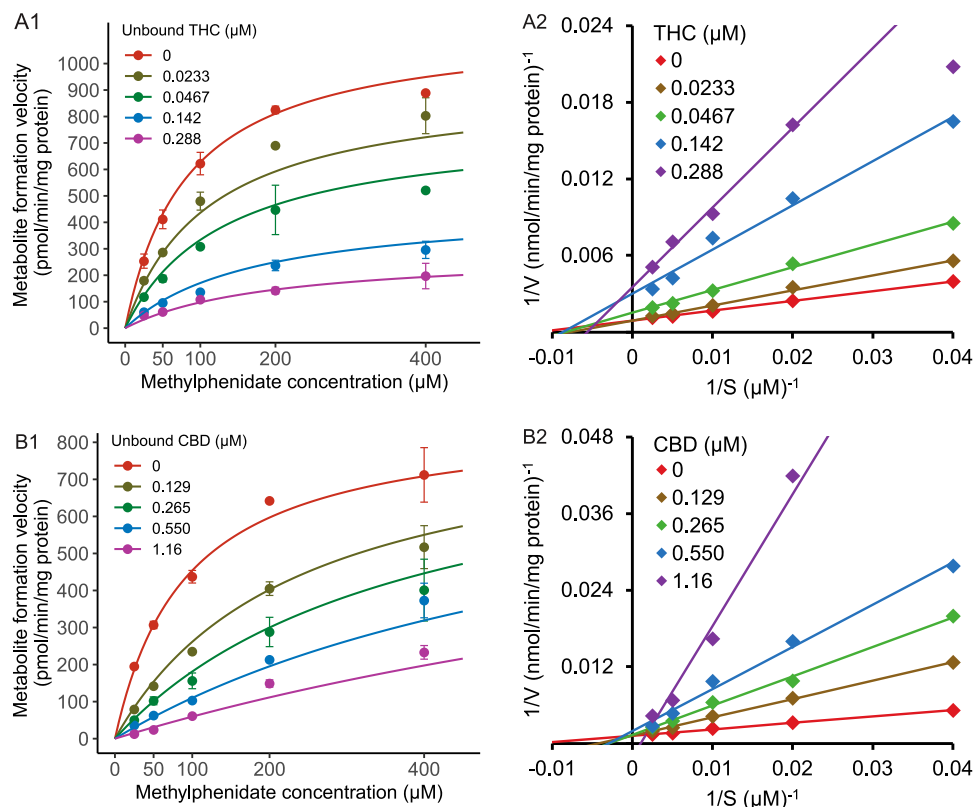 A1
Unbound THC (µM)
0
0.0233
0.0467
0.142
0.288
Metabolite formation velocity
(pmol/min/mg protein)
1000
900
800
700
600
500
400
300
200
100
0
0 50 100 200 400
Methylphenidate concentration (µM)
A2
THC (µM)
0
0.0233
0.0467
0.142
0.288
1/V (nmol/min/mg protein)⁻¹
0.024
0.018
0.012
0.006
-0.01 0 0.01 0.02 0.03 0.04
1/S (µM)⁻¹
B1
Unbound CBD (µM)
0
0.129
0.265
0.550
1.16
Metabolite formation velocity
(pmol/min/mg protein)
800
700
600
500
400
300
200
100
0
0 50 100 200 400
Methylphenidate concentration (µM)
B2
CBD (µM)
0
0.129
0.265
0.550
1.16
1/V (nmol/min/mg protein)⁻¹
0.048
0.036
0.024
0.012
-0.01 0 0.01 0.02 0.03 0.04
1/S (µM)⁻¹